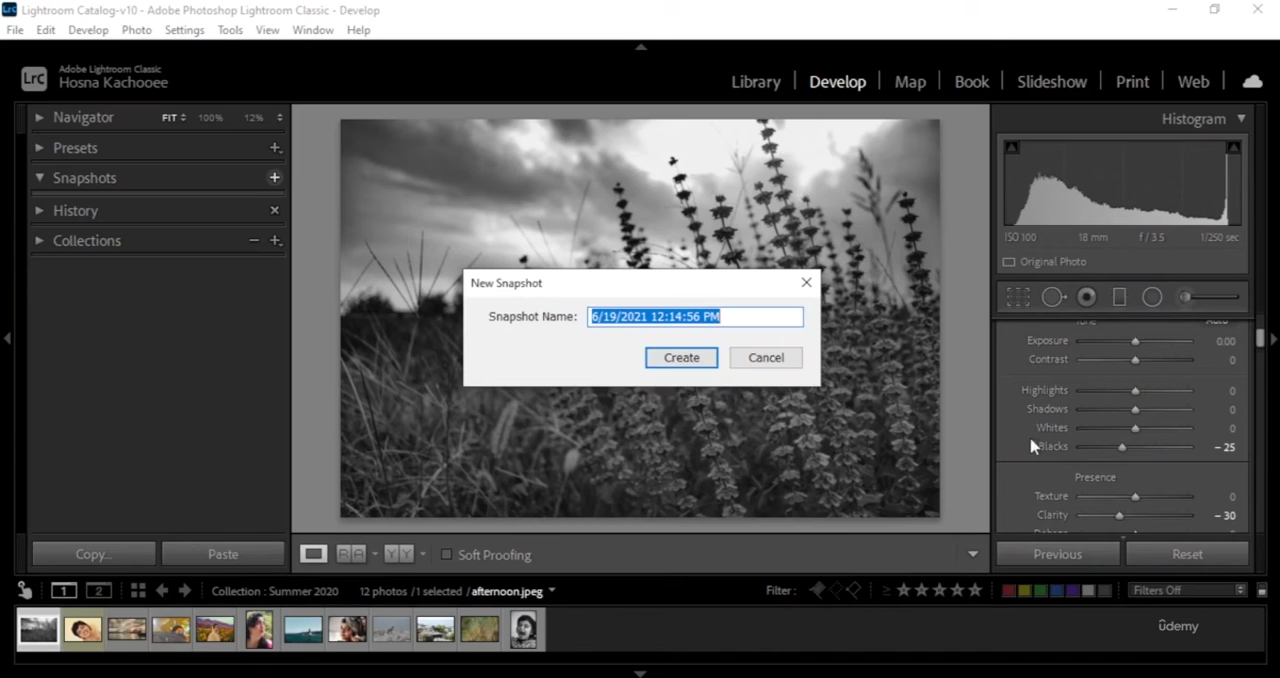 Lightroom Catalog-v10 - Adobe Photoshop Lightroom Classic - Develop
File Edit Develop Photo Settings Tools View Window Help
LrC
Adobe Lightroom Classic
Hosna Kachooee
Library | Develop | Map | Book | Slideshow | Print | Web
Navigator FIT 100% 12%
Presets
Snapshots
History
Collections
Histogram
ISO 100 18 mm f / 3.5 1/250 sec
Original Photo
New Snapshot
Snapshot Name: 6/19/2021 12:14:56 PM
Create Cancel
Tone Auto
Exposure 0.00
Contrast 0
Highlights 0
Shadows 0
Whites 0
Blacks - 25
Presence
Texture 0
Clarity - 30
Copy... Paste
R A Y Y Soft Proofing
Previous Reset
1 2 Collection : Summer 2020 12 photos /1 selected /afternoon.jpeg
Filter : ≥ ★★★★★ Filters Off
ûdemy